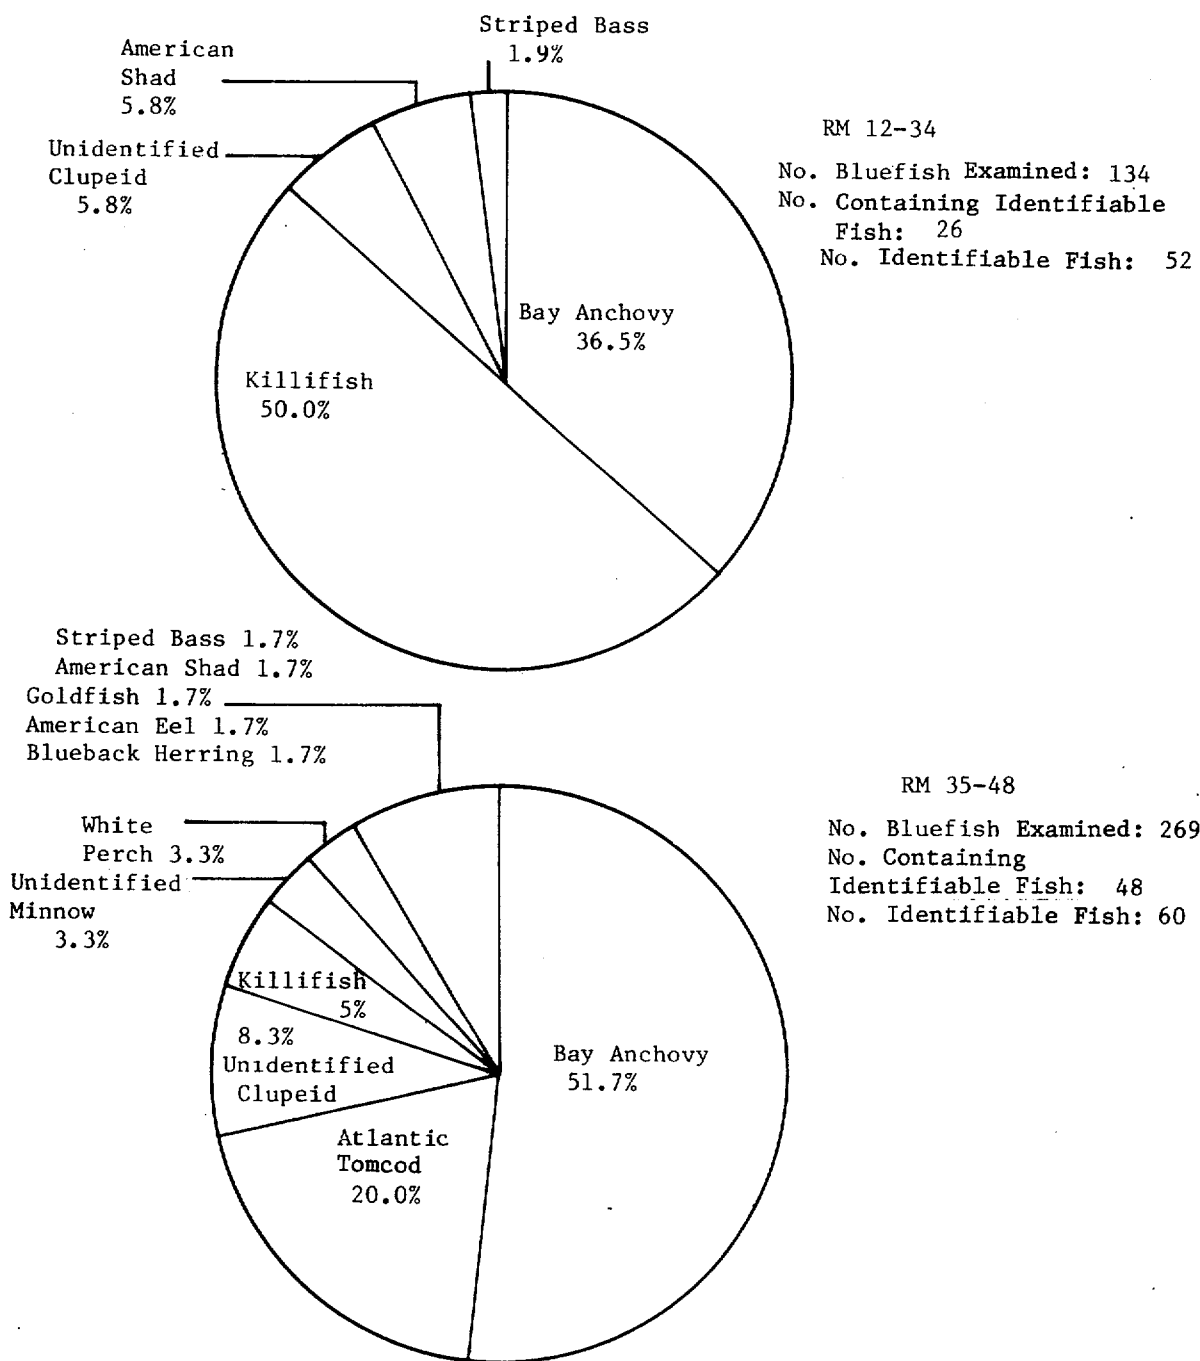 Striped Bass
1.9%
American
Shad
5.8%
Unidentified
Clupeid
5.8%
Bay Anchovy
36.5%
Killifish
50.0%
RM 12-34
No. Bluefish Examined: 134
No. Containing Identifiable
Fish: 26
No. Identifiable Fish: 52
Striped Bass 1.7%
American Shad 1.7%
Goldfish 1.7%
American Eel 1.7%
Blueback Herring 1.7%
White
Perch 3.3%
Unidentified
Minnow
3.3%
Killifish
5%
8.3%
Unidentified
Clupeid
Atlantic
Tomcod
20.0%
Bay Anchovy
51.7%
RM 35-48
No. Bluefish Examined: 269
No. Containing
Identifiable Fish: 48
No. Identifiable Fish: 60